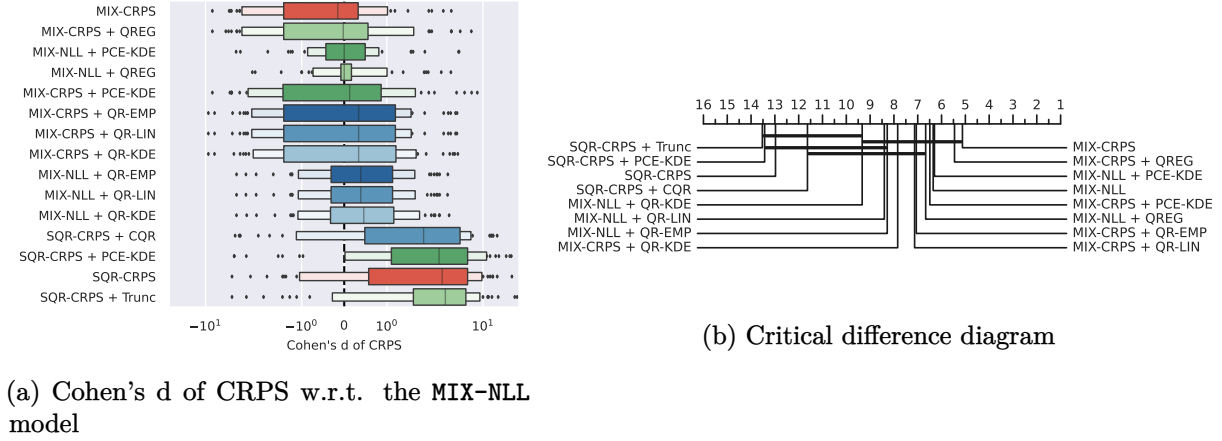 MIX-CRPS
MIX-CRPS + QREG
MIX-NLL + PCE-KDE
MIX-NLL + QREG
MIX-CRPS + PCE-KDE
MIX-CRPS + QR-EMP
MIX-CRPS + QR-LIN
MIX-CRPS + QR-KDE
MIX-NLL + QR-EMP
MIX-NLL + QR-LIN
MIX-NLL + QR-KDE
SQR-CRPS + CQR
SQR-CRPS + PCE-KDE
SQR-CRPS
SQR-CRPS + Trunc
−10¹ −10⁰ 0 10⁰ 10¹
Cohen's d of CRPS
(a) Cohen's d of CRPS w.r.t. the MIX-NLL
model
16 15 14 13 12 11 10 9 8 7 6 5 4 3 2 1
SQR-CRPS + Trunc
SQR-CRPS + PCE-KDE
SQR-CRPS
SQR-CRPS + CQR
MIX-NLL + QR-KDE
MIX-NLL + QR-LIN
MIX-NLL + QR-EMP
MIX-CRPS + QR-KDE
MIX-CRPS
MIX-CRPS + QREG
MIX-NLL + PCE-KDE
MIX-NLL
MIX-CRPS + PCE-KDE
MIX-NLL + QREG
MIX-CRPS + QR-EMP
MIX-CRPS + QR-LIN
(b) Critical difference diagram